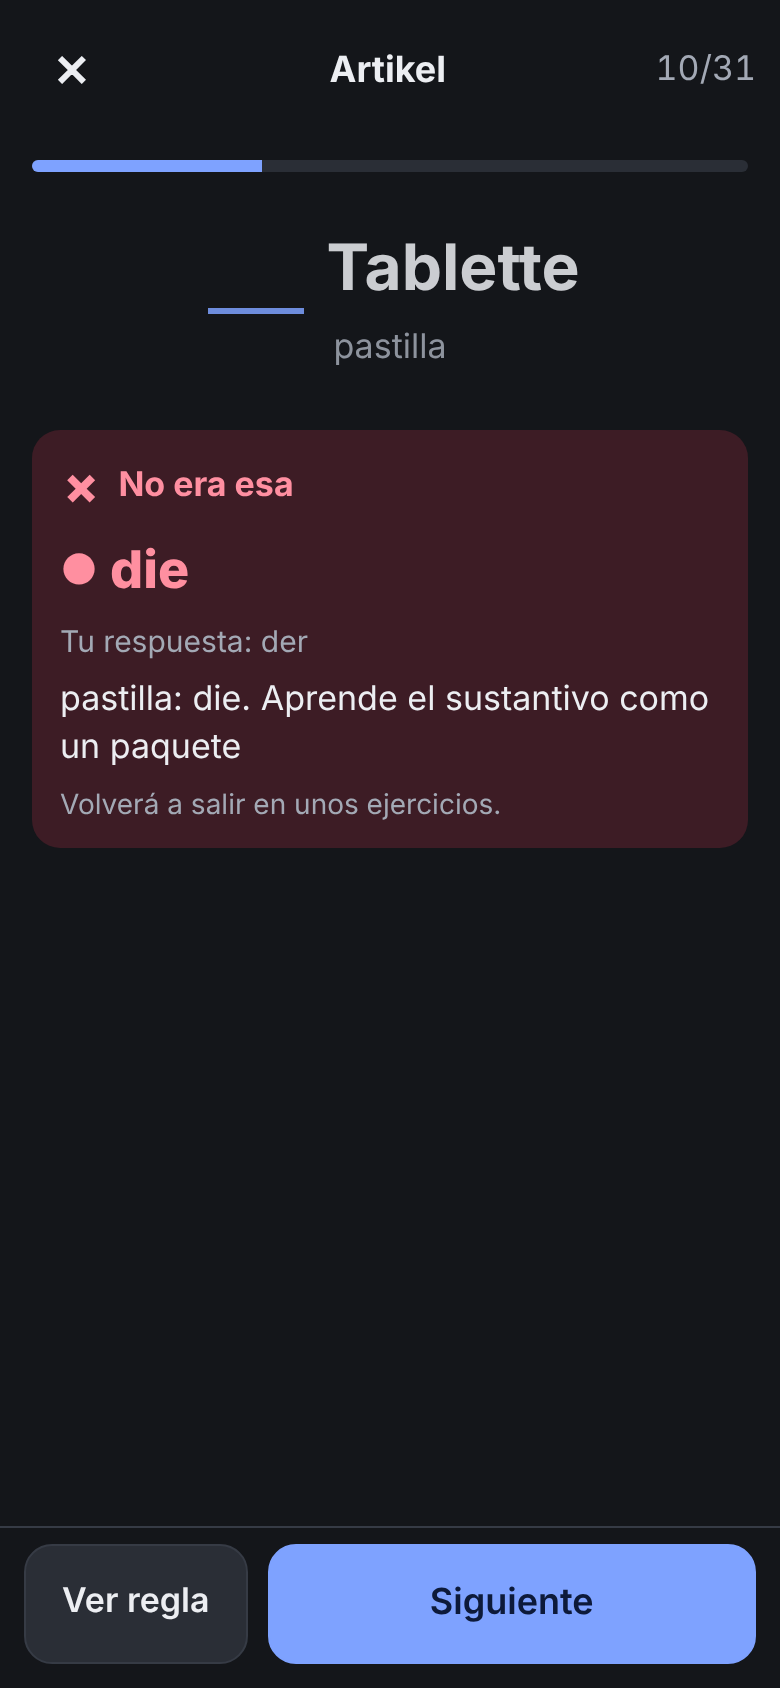 Artikel
10/31
Tablette
pastilla
No era esa
die
Tu respuesta: der
pastilla: die. Aprende el sustantivo como
un paquete
Volverá a salir en unos ejercicios.
Ver regla
Siguiente